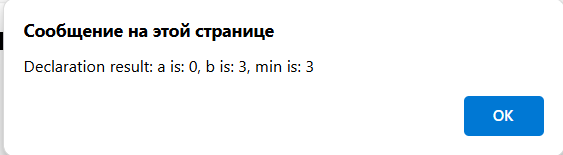 Сообщение на этой странице
Declaration result: a is: 0, b is: 3, min is: 3
OK